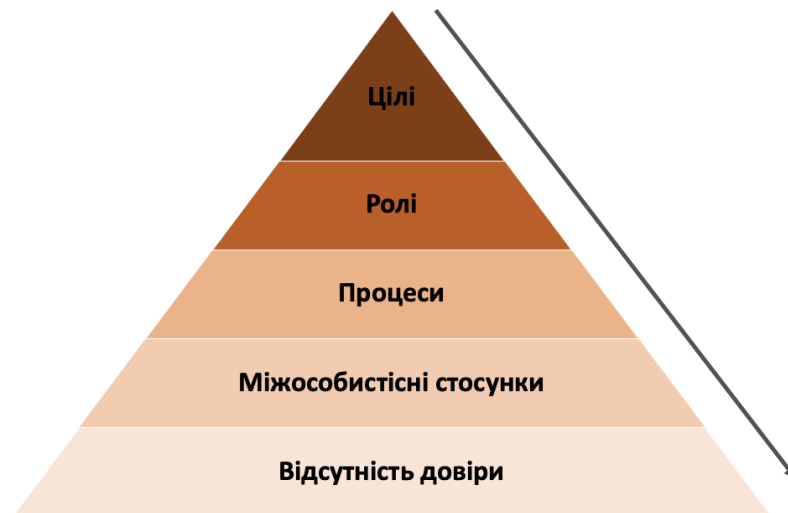 Цілі
Ролі
Процеси
Міжособистісні стосунки
Відсутність довіри